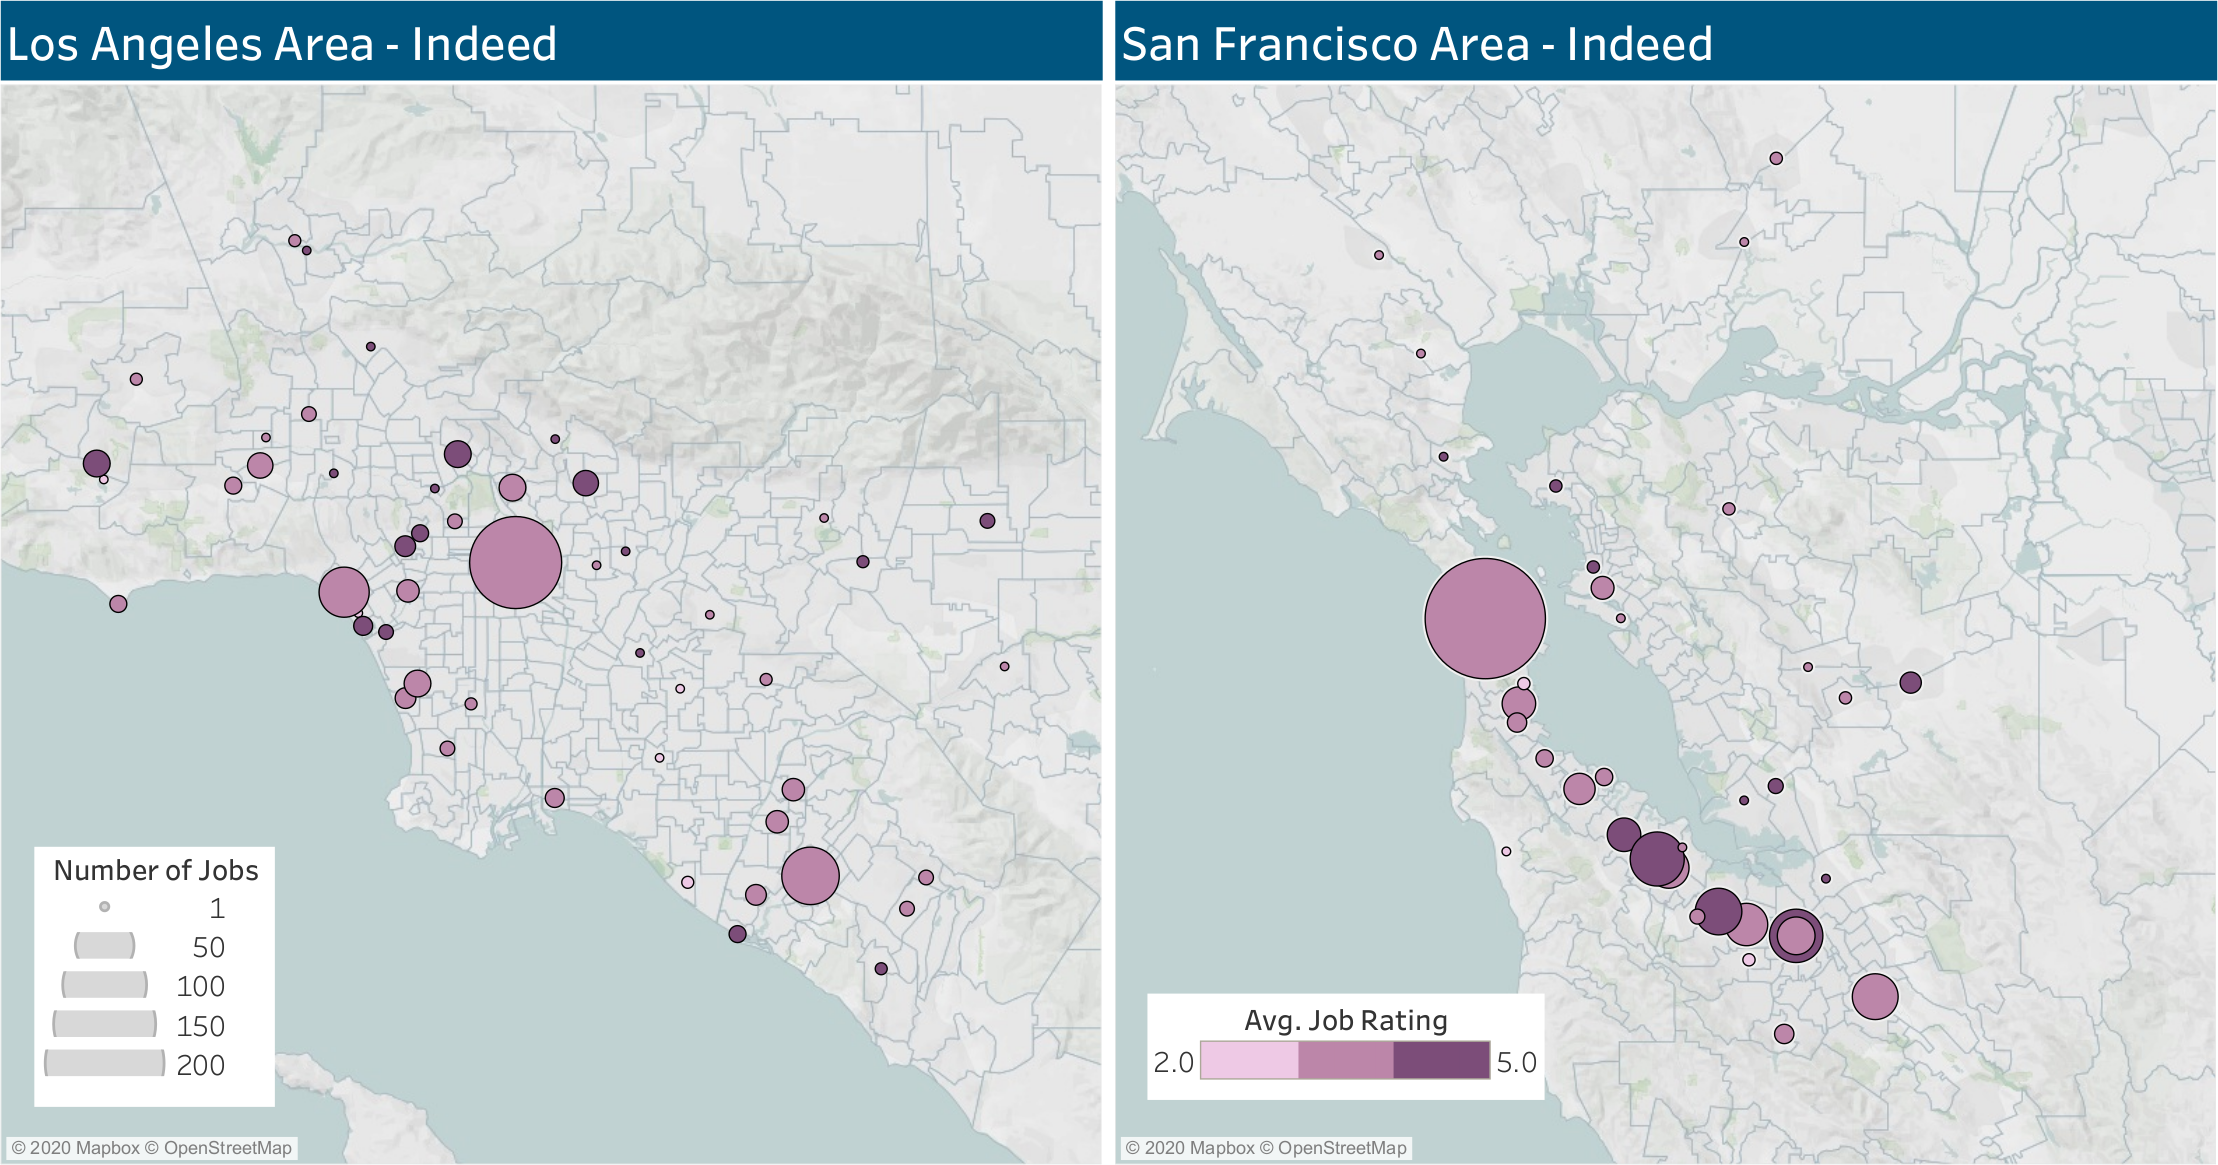 Los Angeles Area - Indeed
San Francisco Area - Indeed
Number of Jobs
1
50
100
150
200
Avg. Job Rating
2.0 5.0
© 2020 Mapbox © OpenStreetMap
© 2020 Mapbox © OpenStreetMap